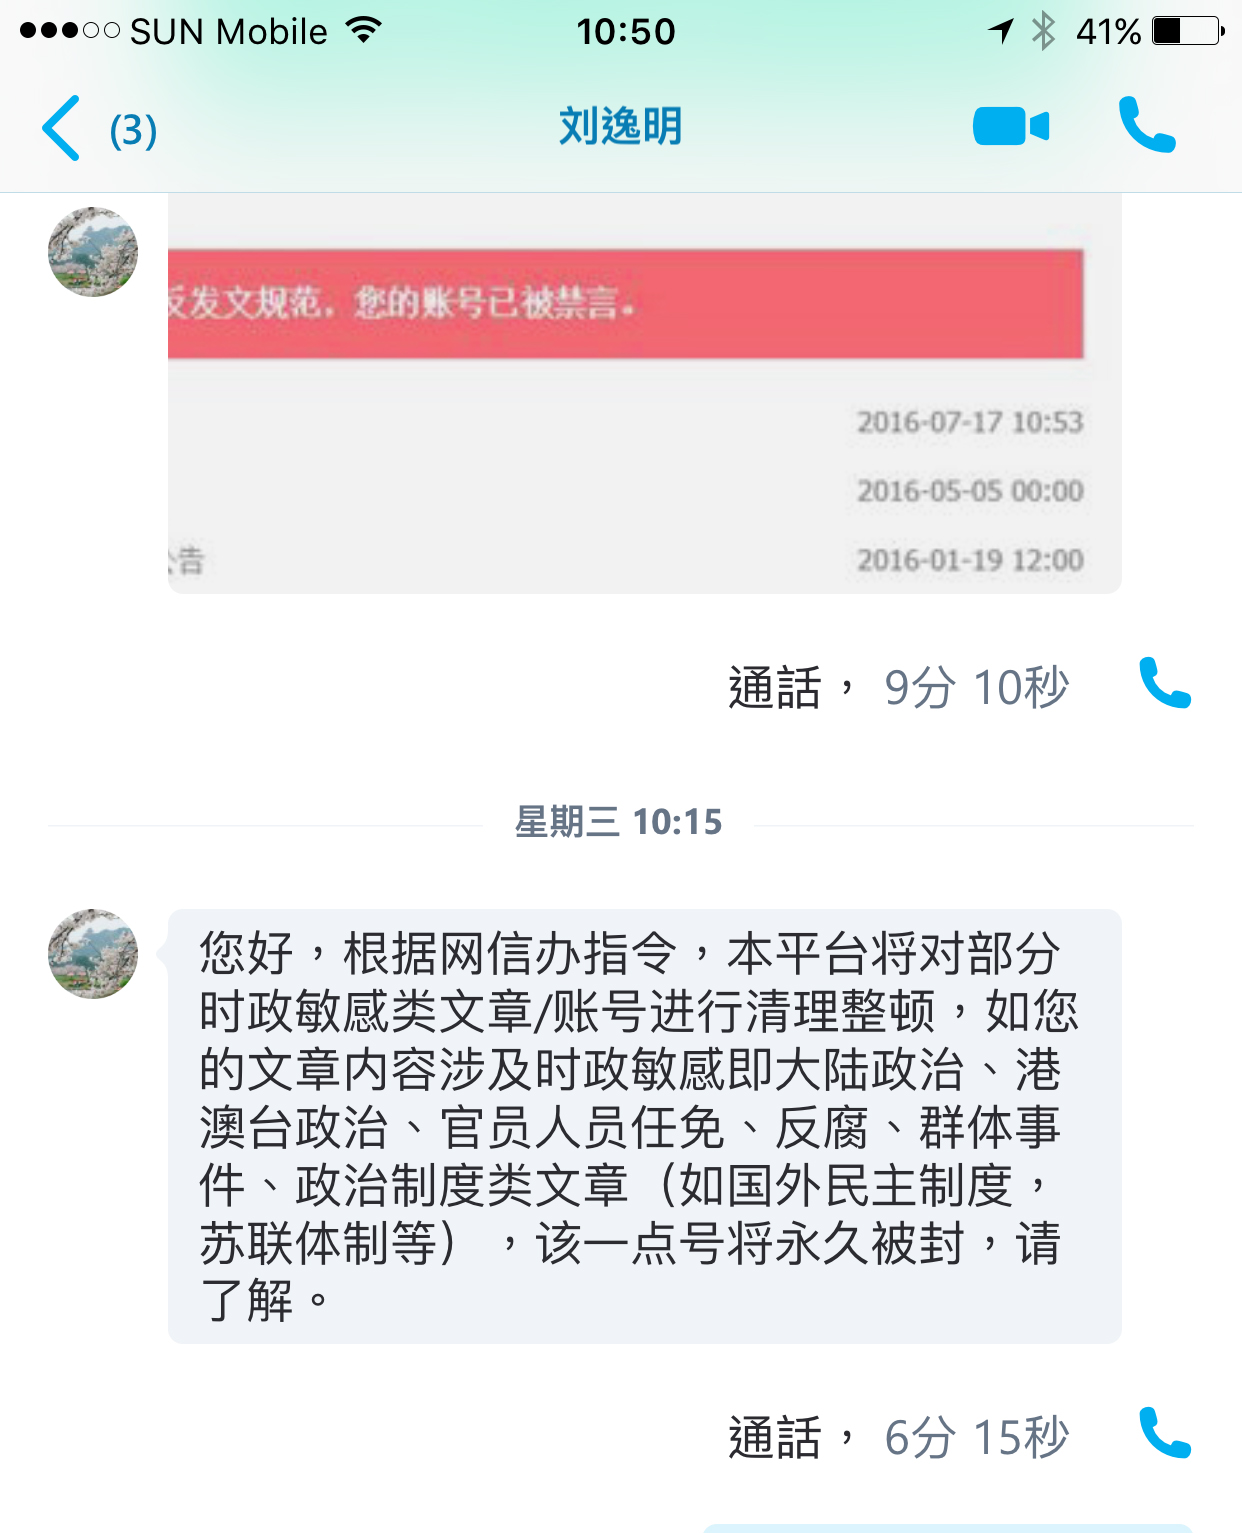 SUN Mobile 10:50 41%
(3) 刘逸明
反发文规范，您的账号已被禁言。
2016-07-17 10:53
2016-05-05 00:00
公告 2016-01-19 12:00
通話， 9分 10秒
星期三 10:15
您好，根据网信办指令，本平台将对部分
时政敏感类文章/账号进行清理整顿，如您
的文章内容涉及时政敏感即大陆政治、港
澳台政治、官员人员任免、反腐、群体事
件、政治制度类文章（如国外民主制度，
苏联体制等），该一点号将永久被封，请
了解。
通話， 6分 15秒